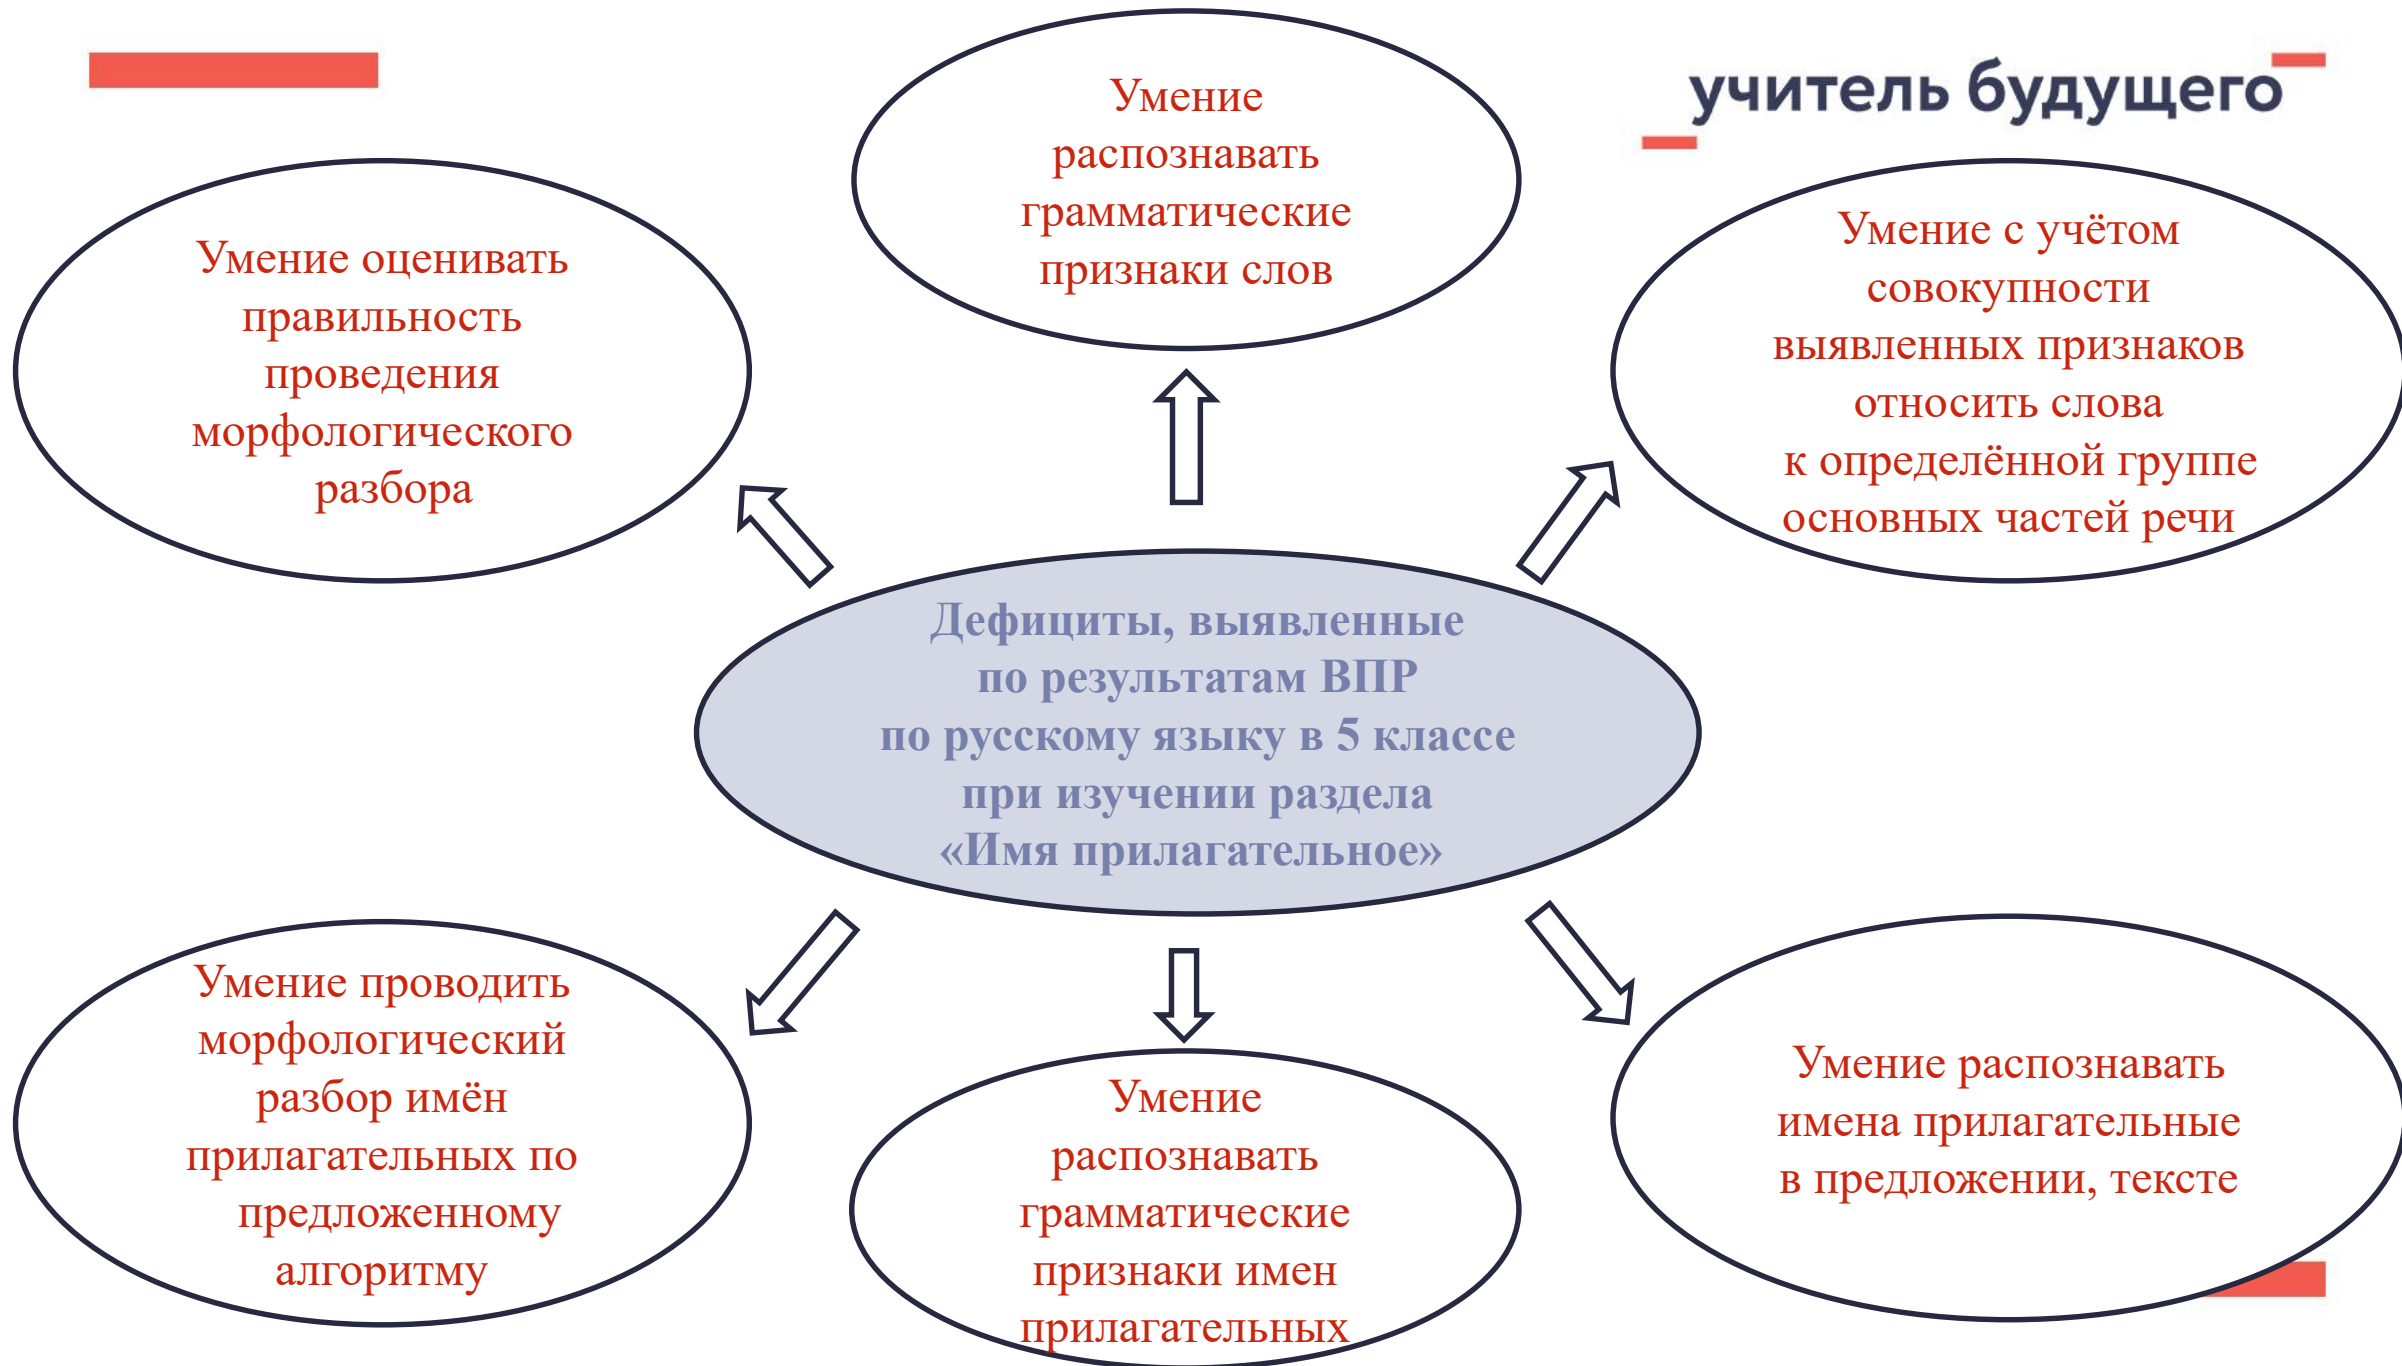 учитель будущего
Умение
распознавать
грамматические
признаки слов
Умение оценивать
правильность
проведения
морфологического
разбора
Умение с учётом
совокупности
выявленных признаков
относить слова
к определённой группе
основных частей речи
Дефициты, выявленные
по результатам ВПР
по русскому языку в 5 классе
при изучении раздела
«Имя прилагательное»
Умение проводить
морфологический
разбор имён
прилагательных по
предложенному
алгоритму
Умение
распознавать
грамматические
признаки имен
прилагательных
Умение распознавать
имена прилагательные
в предложении, тексте